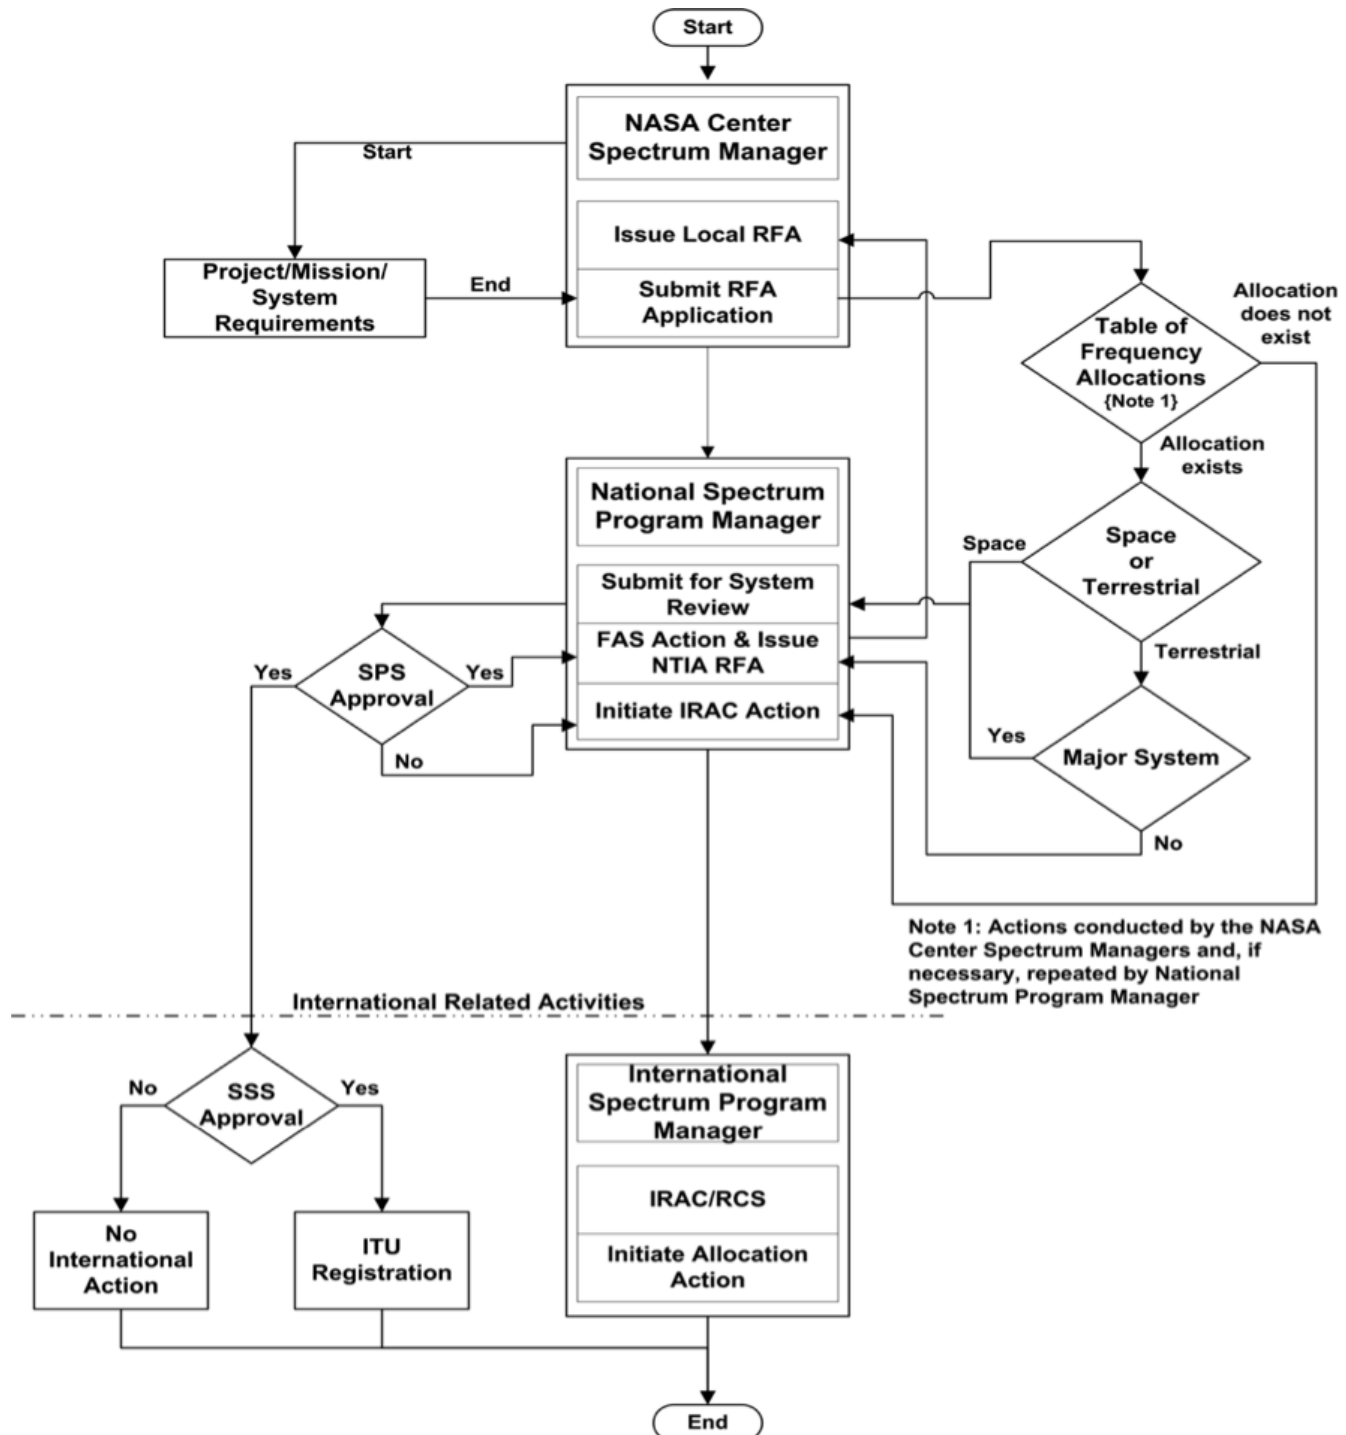 Start
NASA Center
Spectrum Manager
Start
Issue Local RFA
Project/Mission/
System
Requirements
End
Submit RFA
Application
Allocation
does not
exist
Table of
Frequency
Allocations
{Note 1}
Allocation
exists
National Spectrum
Program Manager
Space
Space
or
Terrestrial
Submit for System
Review
FAS Action & Issue
NTIA RFA
Terrestrial
Yes
SPS
Approval
Yes
Initiate IRAC Action
Yes
Major System
No
No
Note 1: Actions conducted by the NASA
Center Spectrum Managers and, if
necessary, repeated by National
Spectrum Program Manager
International Related Activities
No
SSS
Approval
Yes
International
Spectrum Program
Manager
IRAC/RCS
No
International
Action
ITU
Registration
Initiate Allocation
Action
End